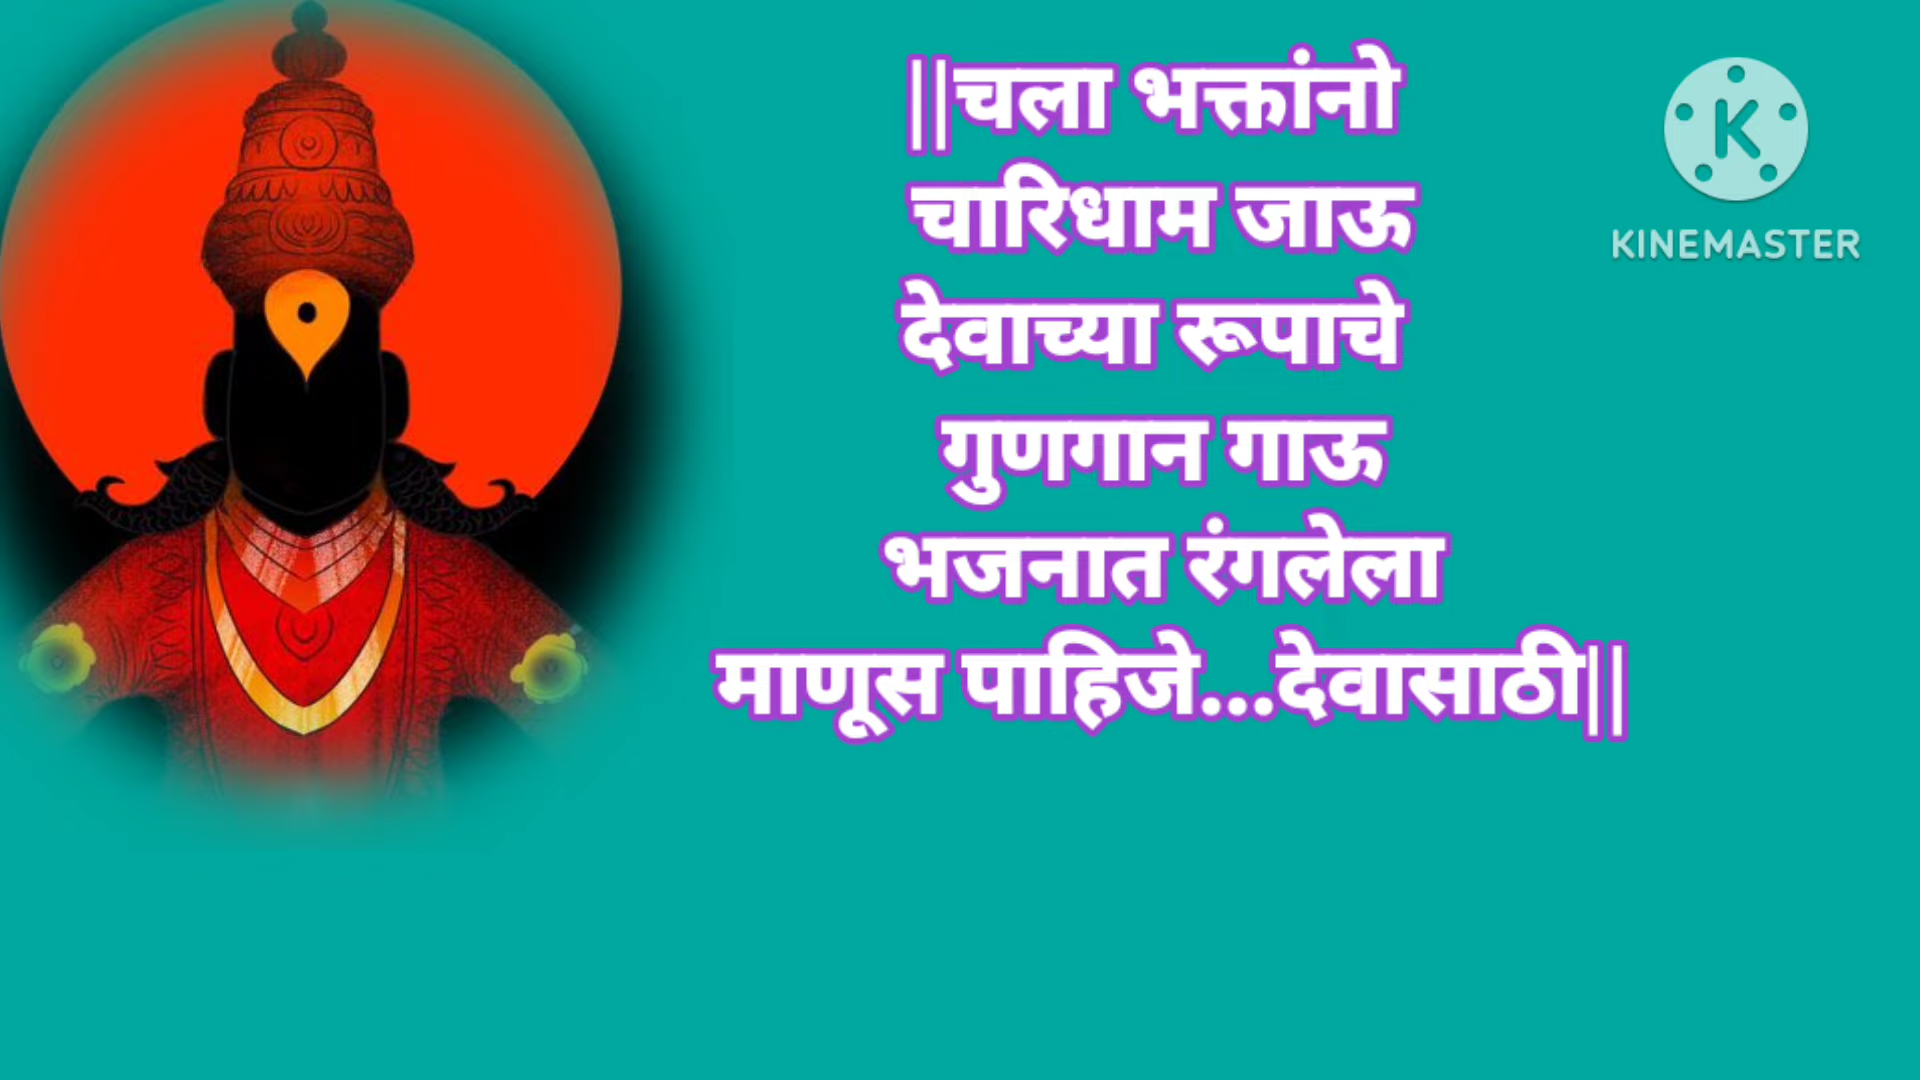 ||चला भक्तांनो
चारिधाम जाऊ
देवाच्या रूपाचे
गुणगान गाऊ
भजनात रंगलेला
माणूस पाहिजे...देवासाठी||
K
KINEMASTER